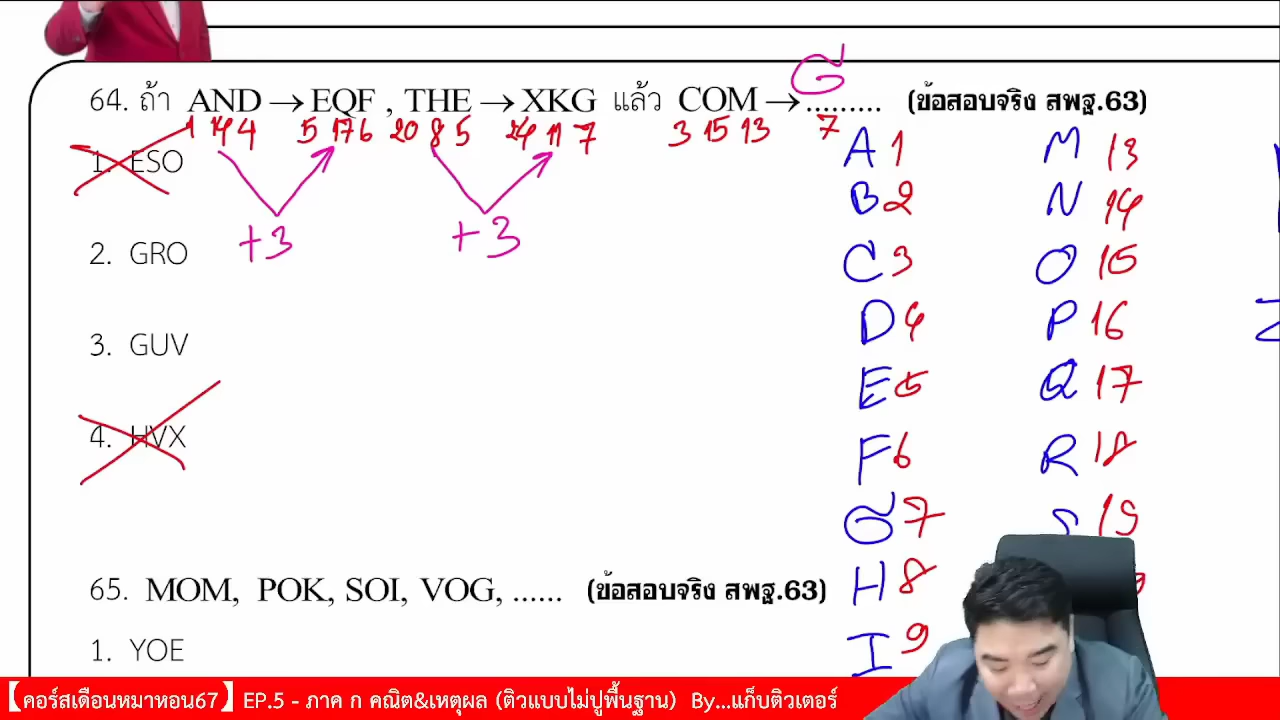 64. ถ้า AND → EQF , THE → XKG แล้ว COM → ......... (ข้อสอบจริง สพฐ.63)
G
1 14 4 5 17 6 20 8 5 24 11 7 3 15 13 7
1. ESO
+3 +3
2. GRO
3. GUV
4. HVX
A 1
B 2
C 3
D 4
E 5
F 6
G 7
H 8
I 9
M 13
N 14
O 15
P 16
Q 17
R 18
S 19
65. MOM, POK, SOI, VOG, ...... (ข้อสอบจริง สพฐ.63)
1. YOE
【คอร์สเดือนหมาหอน67】 EP.5 - ภาค ก คณิต&เหตุผล (ติวแบบไม่ปูพื้นฐาน) By...แก็บติวเตอร์